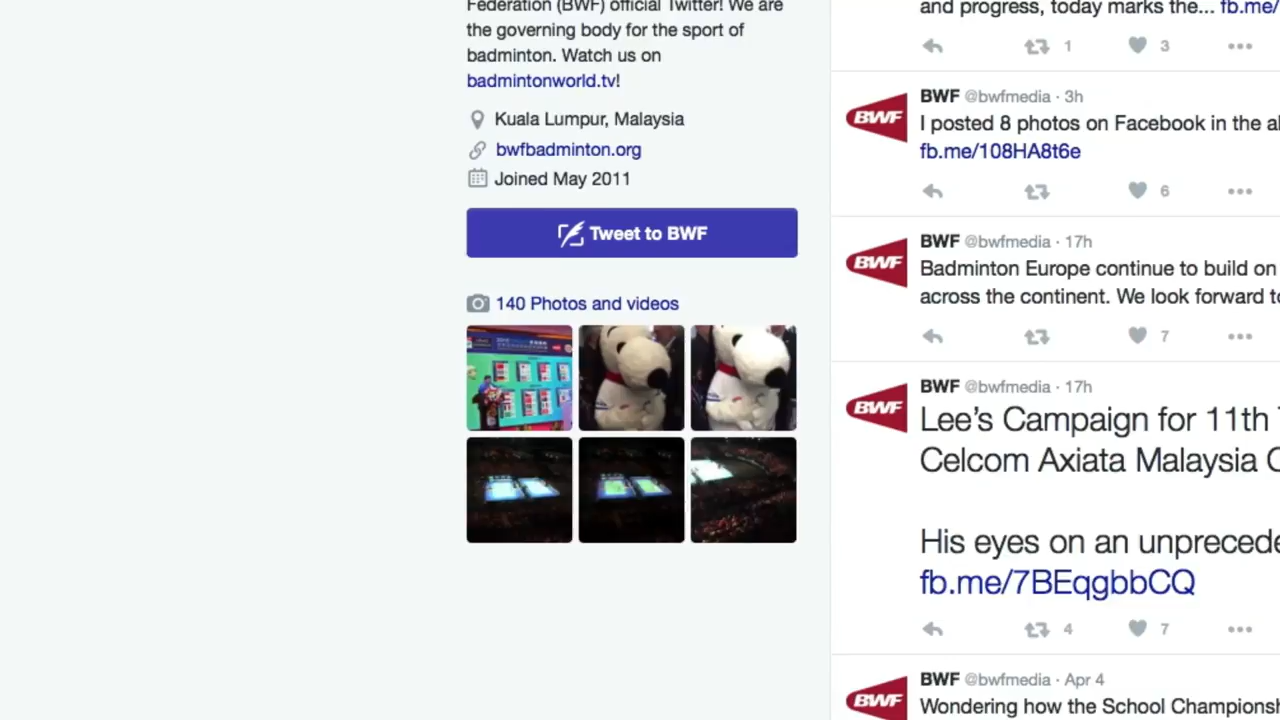 Federation (BWF) official Twitter! We are
the governing body for the sport of
badminton. Watch us on
badmintonworld.tv!
Kuala Lumpur, Malaysia
bwfbadminton.org
Joined May 2011
Tweet to BWF
140 Photos and videos
and progress, today marks the... fb.me/
1 3
BWF
BWF @bwfmedia · 3h
I posted 8 photos on Facebook in the
fb.me/108HA8t6e
6
BWF
BWF @bwfmedia · 17h
Badminton Europe continue to build on
across the continent. We look forward
7
BWF
BWF @bwfmedia · 17h
Lee's Campaign for 11th
Celcom Axiata Malaysia
His eyes on an unprecede
fb.me/7BEqgbbCQ
4 7
BWF
BWF @bwfmedia · Apr 4
Wondering how the School Champions